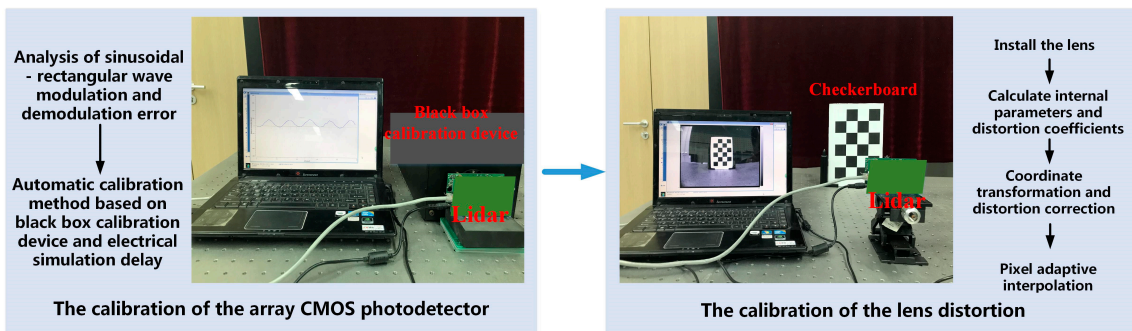 Analysis of sinusoidal
- rectangular wave
modulation and
demodulation error
Automatic calibration
method based on
black box calibration
device and electrical
simulation delay
Black box
calibration device
Lidar
The calibration of the array CMOS photodetector
Checkerboard
Lidar
Install the lens
Calculate internal
parameters and
distortion coefficients
Coordinate
transformation and
distortion correction
Pixel adaptive
interpolation
The calibration of the lens distortion